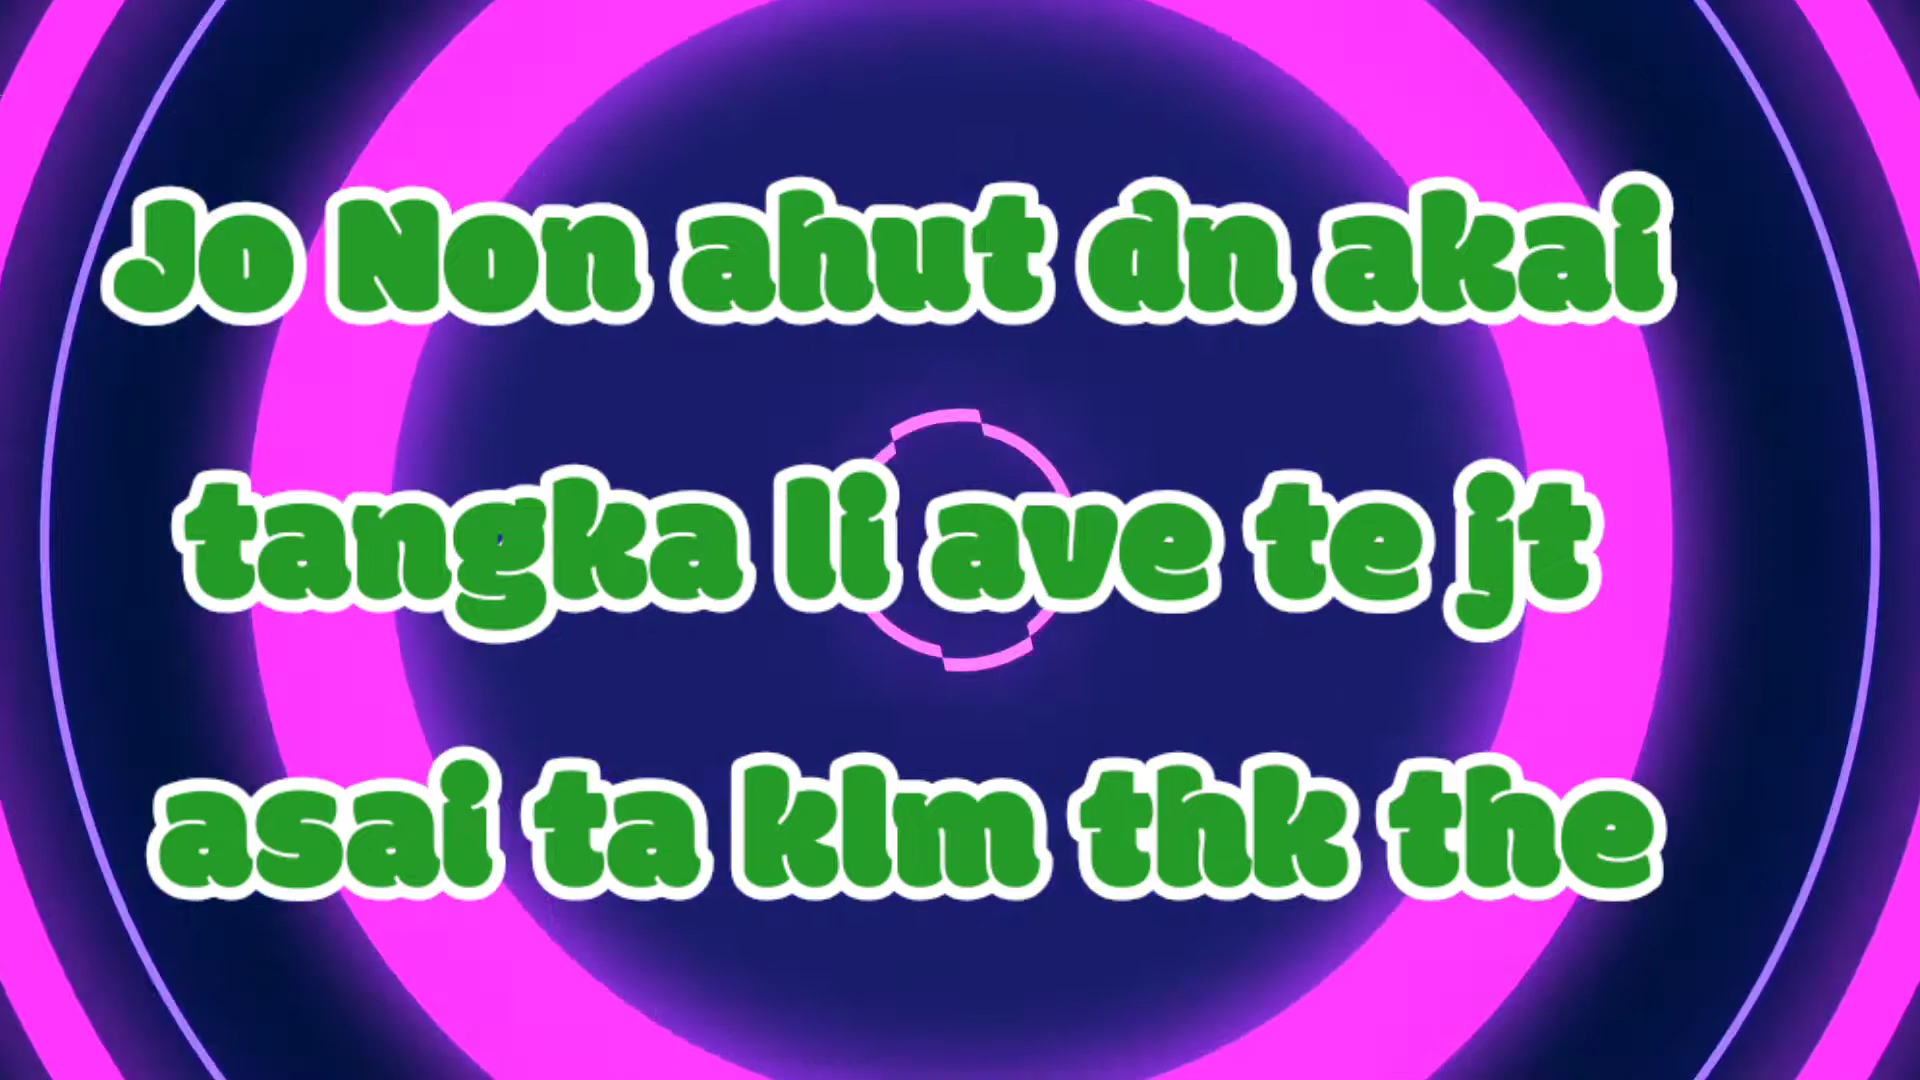 Jo Non ahut dn akai
tangka li ave te jt
asai ta klm thk the